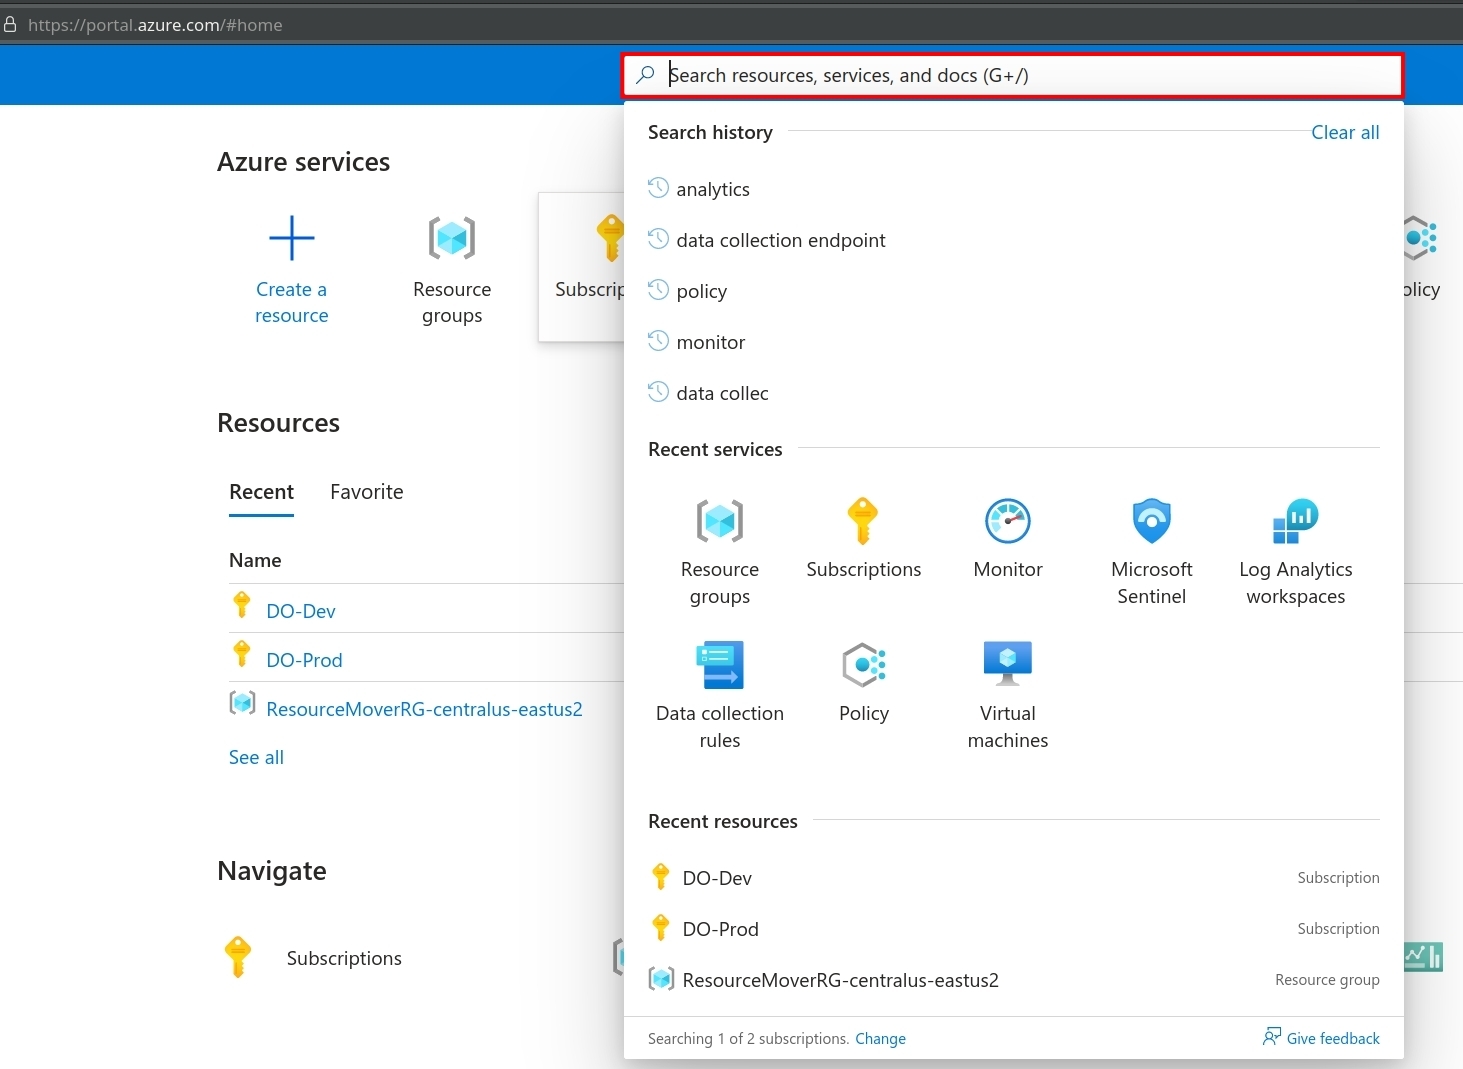 https://portal.azure.com/#home
Search resources, services, and docs (G+/)
Azure services
Create a
resource
Resource
groups
Subscrip
olicy
Resources
Recent
Favorite
Name
DO-Dev
DO-Prod
ResourceMoverRG-centralus-eastus2
See all
Navigate
Subscriptions
Search history
Clear all
analytics
data collection endpoint
policy
monitor
data collec
Recent services
Resource
groups
Subscriptions
Monitor
Microsoft
Sentinel
Log Analytics
workspaces
Data collection
rules
Policy
Virtual
machines
Recent resources
DO-Dev
Subscription
DO-Prod
Subscription
ResourceMoverRG-centralus-eastus2
Resource group
Searching 1 of 2 subscriptions. Change
Give feedback